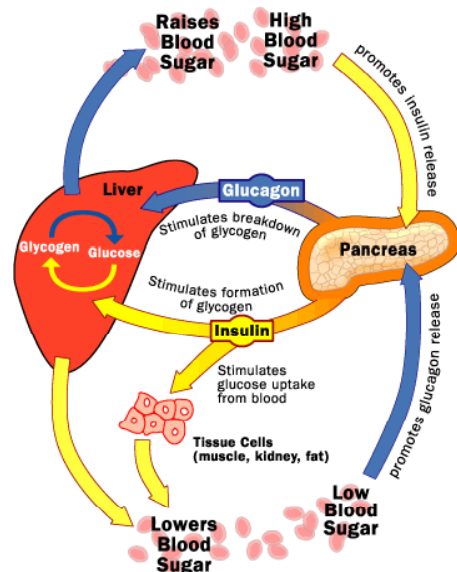 Raises
Blood
Sugar
High
Blood
Sugar
promotes insulin release
Liver
Glucagon
Stimulates breakdown
of glycogen
Glycogen
Glucose
Pancreas
Stimulates formation
of glycogen
Insulin
Stimulates
glucose uptake
from blood
promotes glucagon release
Tissue Cells
(muscle, kidney, fat)
Lowers
Blood
Sugar
Low
Blood
Sugar